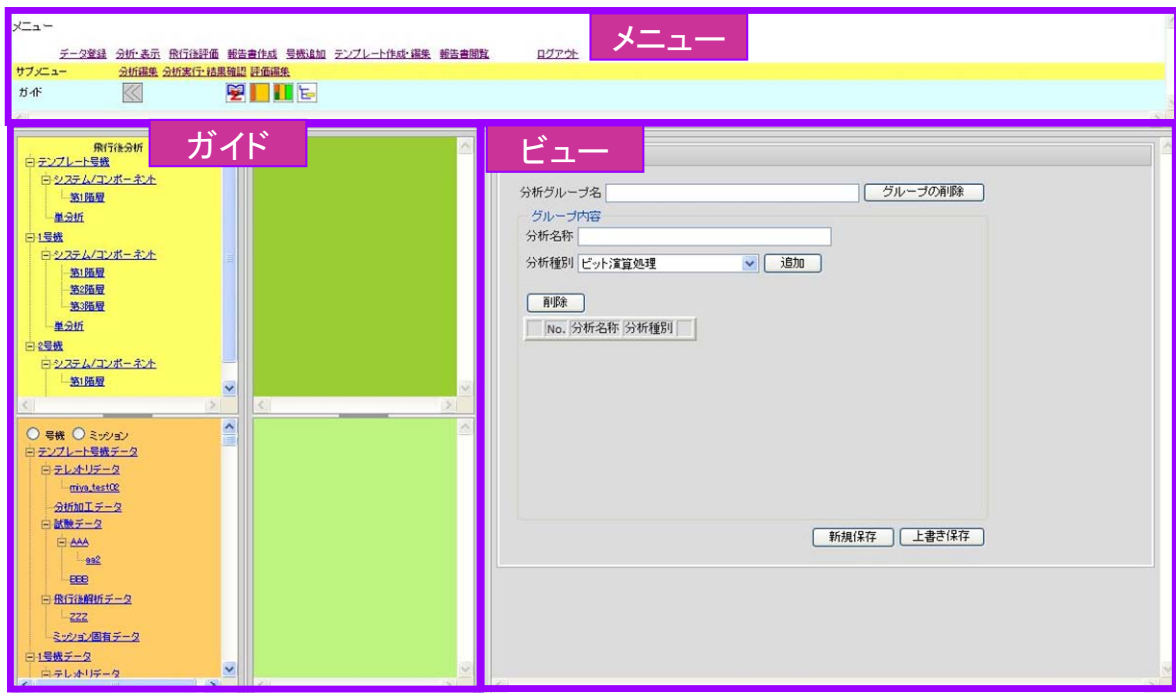 メニュー
メニュー
データ登録 分析・表示 飛行後評価 報告書作成 号機追加 テンプレート作成・編集 報告書閲覧 ログアウト
サブメニュー 分析編集 分析実行・結果確認 評価編集
ガイド
ガイド
飛行後分析
テンプレート号機
システム/コンポーネント
第1階層
単分析
1号機
システム/コンポーネント
第1階層
第2階層
第3階層
単分析
2号機
システム/コンポーネント
第1階層
号機 ミッション
テンプレート号機データ
テレメトリデータ
miya_test02
分析加工データ
試験データ
AAA
aa2
BBB
飛行後解析データ
ZZZ
ミッション固有データ
1号機データ
テレメトリデータ
ビュー
分析グループ名 グループの削除
グループ内容
分析名称
分析種別 ビット演算処理 追加
削除
No. 分析名称 分析種別
新規保存 上書き保存